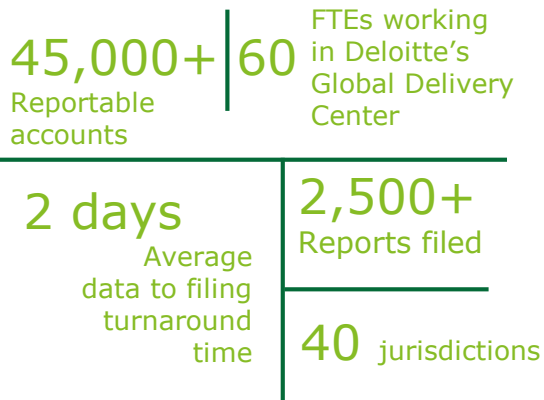 45,000+
Reportable
accounts
60
FTEs working
in Deloitte's
Global Delivery
Center
2 days
Average
data to filing
turnaround
time
2,500+
Reports filed
40 jurisdictions